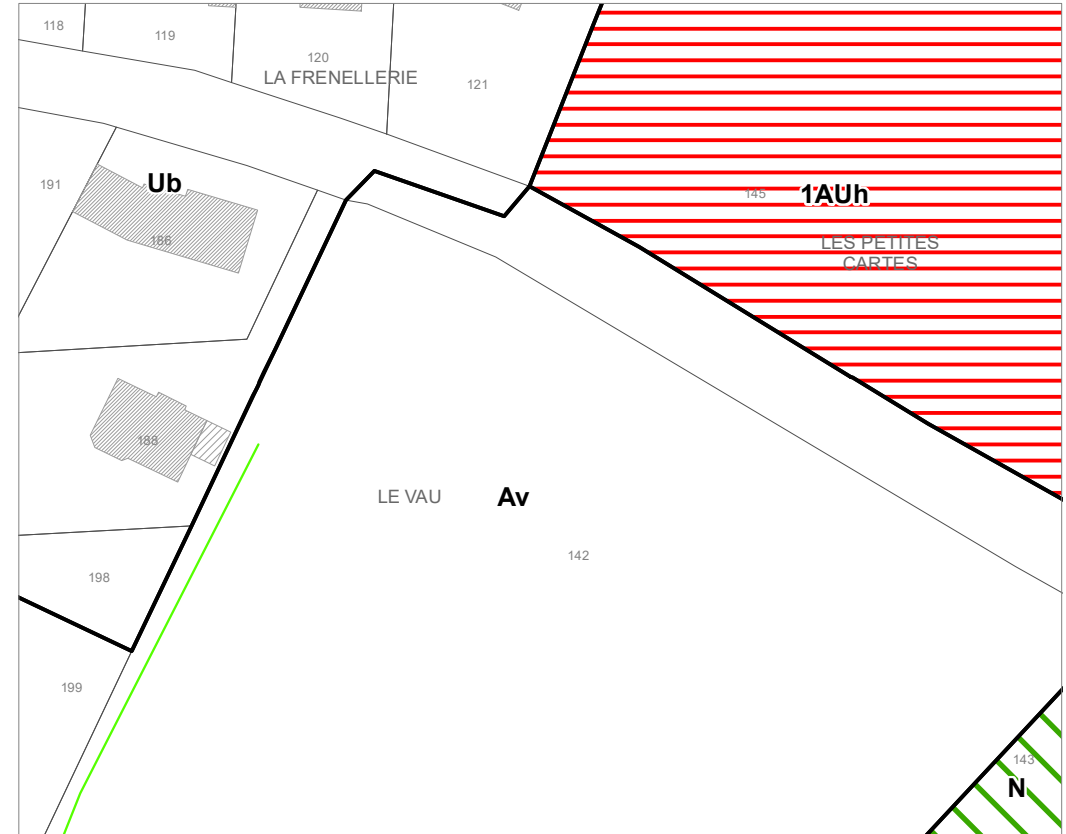 118
119
120
LA FRENELLERIE
121
191
Ub
186
145
1AUh
LES PETITES
CARTES
188
LE VAU
Av
142
198
199
143
N